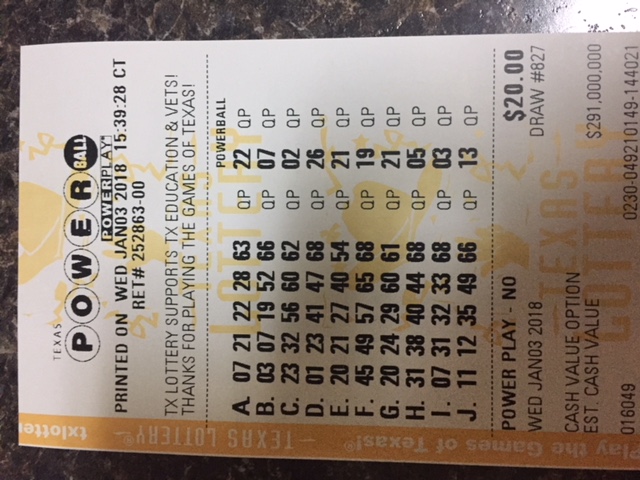 txlotter
TEXAS
POWERBALL
POWERPLAY
PRINTED ON WED JAN03 2018 15:39:28 CT
RET# 252863-00
TX LOTTERY SUPPORTS TX EDUCATION & VETS!
THANKS FOR PLAYING THE GAMES OF TEXAS!
POWERBALL
A. 07 21 22 28 63 QP 22 QP
B. 03 07 19 52 66 QP 07 QP
C. 23 32 56 60 62 QP 02 QP
D. 01 23 41 47 68 QP 26 QP
E. 20 21 27 40 54 QP 21 QP
F. 45 49 57 65 68 QP 19 QP
G. 20 24 29 60 61 QP 21 QP
H. 31 38 40 44 68 QP 05 QP
I. 07 31 32 33 68 QP 03 QP
J. 11 12 35 49 66 QP 13 QP
POWER PLAY - NO $20.00
WED JAN03 2018 DRAW #827
CASH VALUE OPTION
EST. CASH VALUE $291,000,000
016049 0230-049210149-144021
Play the Games of Texas!® — TEXAS LOTTERY® —
TEXAS
LOTTERY
TEXAS
LOTTERY